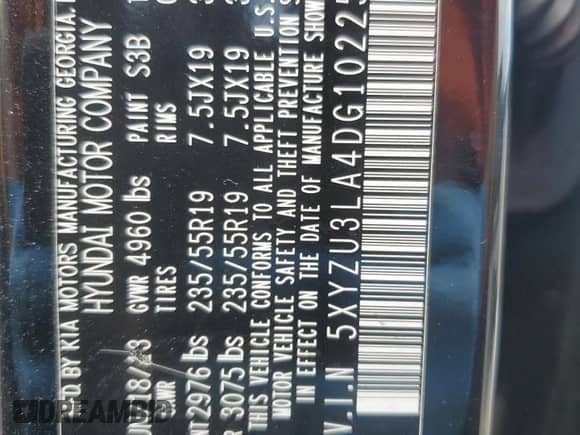 ED BY KIA MOTORS MANUFACTURING GEORGIA.
HYUNDAI MOTOR COMPANY
GVWR 4960 lbs PAINT S3B
TIRES RIMS
2976 lbs 235/55R19 7.5JX19
3075 lbs 235/55R19 7.5JX19
THIS VEHICLE CONFORMS TO ALL APPLICABLE U.S.
MOTOR VEHICLE SAFETY AND THEFT PREVENTION S
IN EFFECT ON THE DATE OF MANUFACTURE SHOW
V.I.N 5XYZU3LA4DG10225
DREAMBID